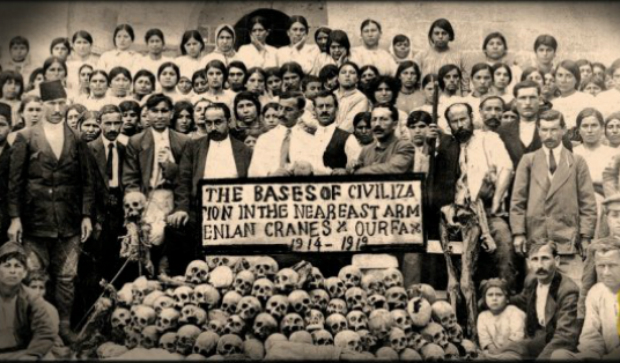 THE BASES OF CIVILIZA
TION IN THE NEAR EAST ARM
ENIAN CRANES X OURFA X
1914-1919